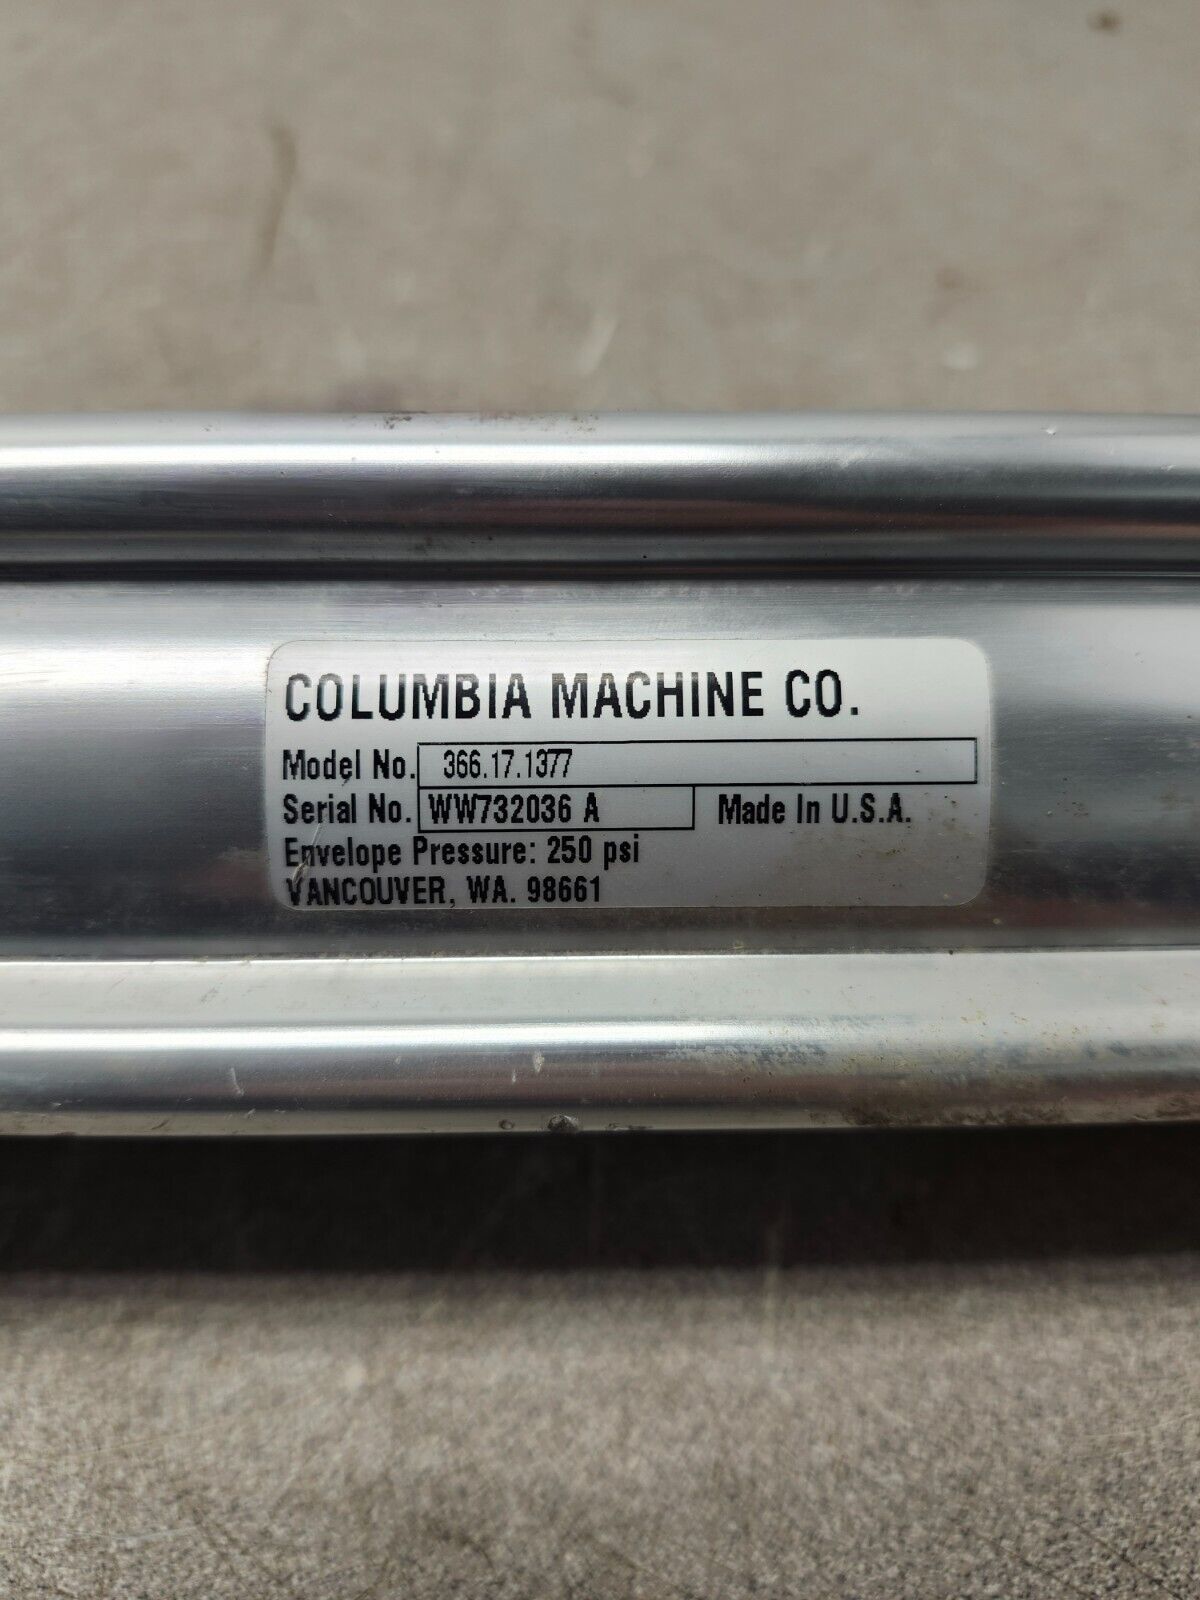 COLUMBIA MACHINE CO.
Model No. 366.17.1377
Serial No. WW732036 A Made In U.S.A.
Envelope Pressure: 250 psi
VANCOUVER, WA. 98661